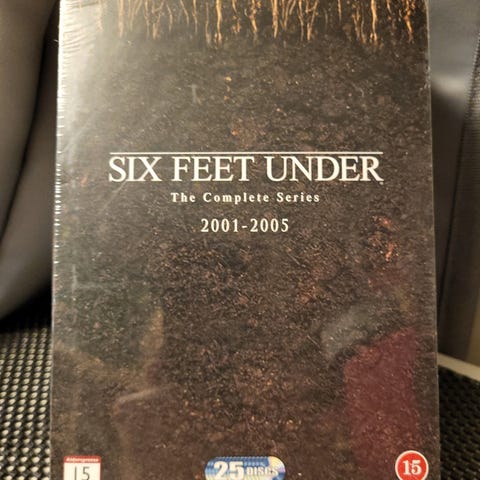 SIX FEET UNDER
The Complete Series
2001-2005
15
25 DISCS
15